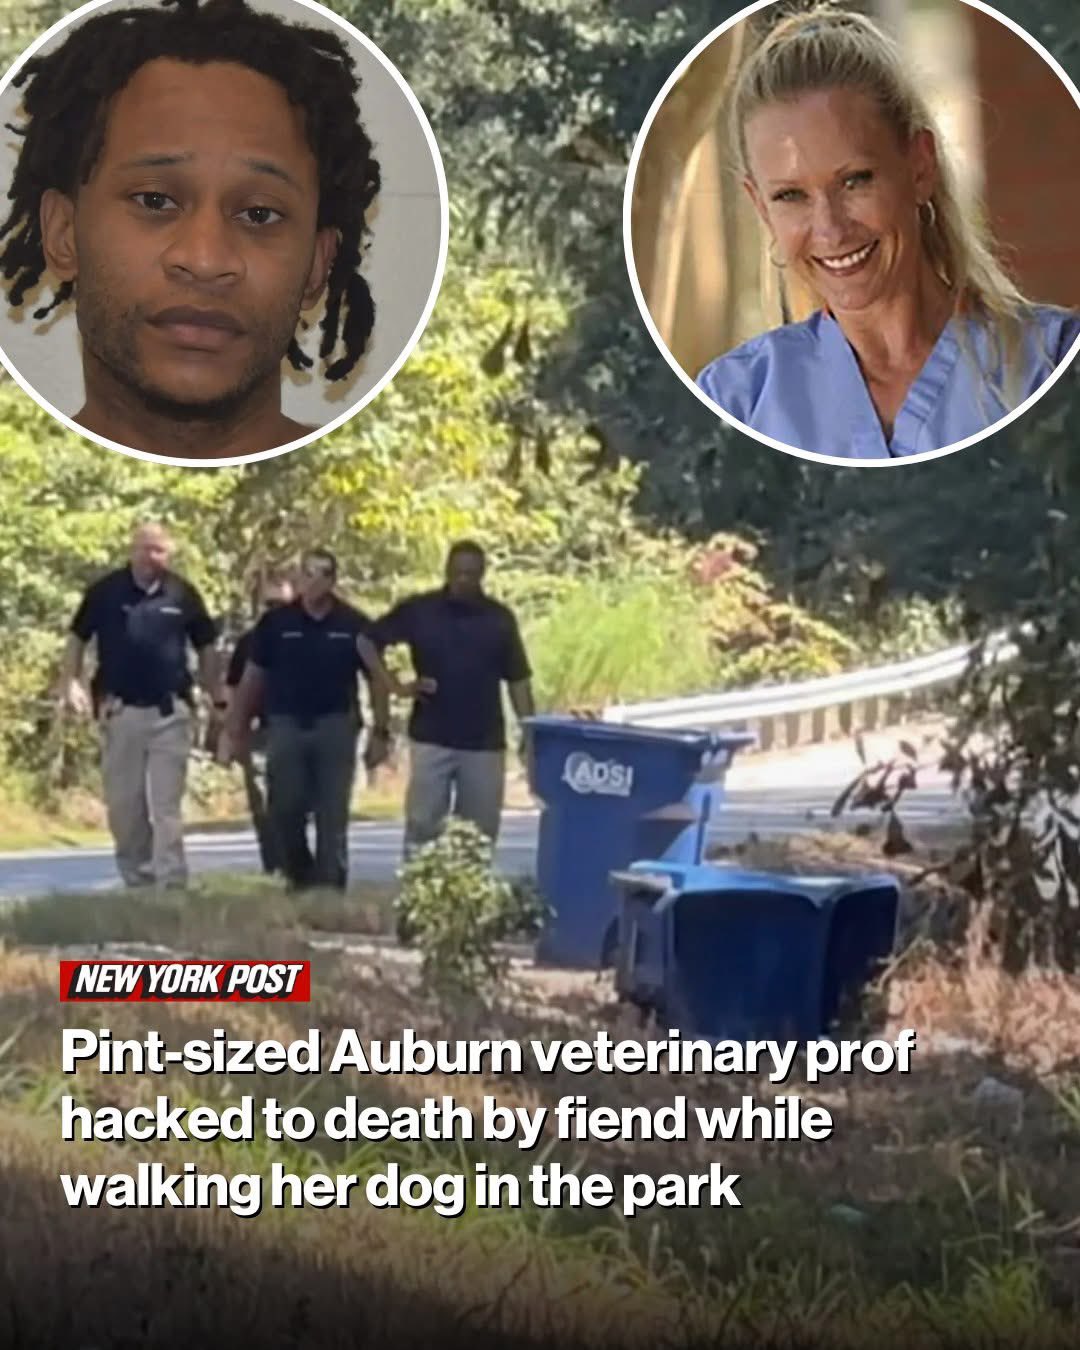 ADSI
NEW YORK POST
Pint-sized Auburn veterinary prof
hacked to death by fiend while
walking her dog in the park